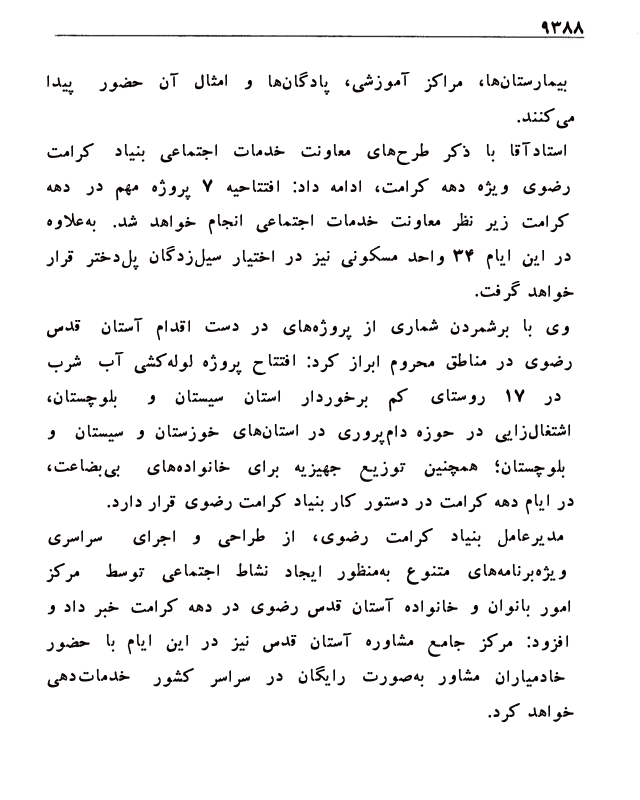 ۹۳۸۸
بیمارستان‌ها، مراکز آموزشی، پادگان‌ها و امثال آن حضور پیدا
می‌کنند.
استادآقا با ذکر طرح‌های معاونت خدمات اجتماعی بنیاد کرامت
رضوی ویژه دهه کرامت، ادامه داد: افتتاحیه ۷ پروژه مهم در دهه
کرامت زیر نظر معاونت خدمات اجتماعی انجام خواهد شد. به‌علاوه
در این ایام ۳۴ واحد مسکونی نیز در اختیار سیل‌زدگان پل‌دختر قرار
خواهد گرفت.
وی با برشمردن شماری از پروژه‌های در دست اقدام آستان قدس
رضوی در مناطق محروم ابراز کرد: افتتاح پروژه لوله‌کشی آب شرب
در ۱۷ روستای کم برخوردار استان سیستان و بلوچستان،
اشتغال‌زایی در حوزه دام‌پروری در استان‌های خوزستان و سیستان و
بلوچستان؛ همچنین توزیع جهیزیه برای خانواده‌های بی‌بضاعت،
در ایام دهه کرامت در دستور کار بنیاد کرامت رضوی قرار دارد.
مدیرعامل بنیاد کرامت رضوی، از طراحی و اجرای سراسری
ویژه‌برنامه‌های متنوع به‌منظور ایجاد نشاط اجتماعی توسط مرکز
امور بانوان و خانواده آستان قدس رضوی در دهه کرامت خبر داد و
افزود: مرکز جامع مشاوره آستان قدس نیز در این ایام با حضور
خادمیاران مشاور به‌صورت رایگان در سراسر کشور خدمات‌دهی
خواهد کرد.